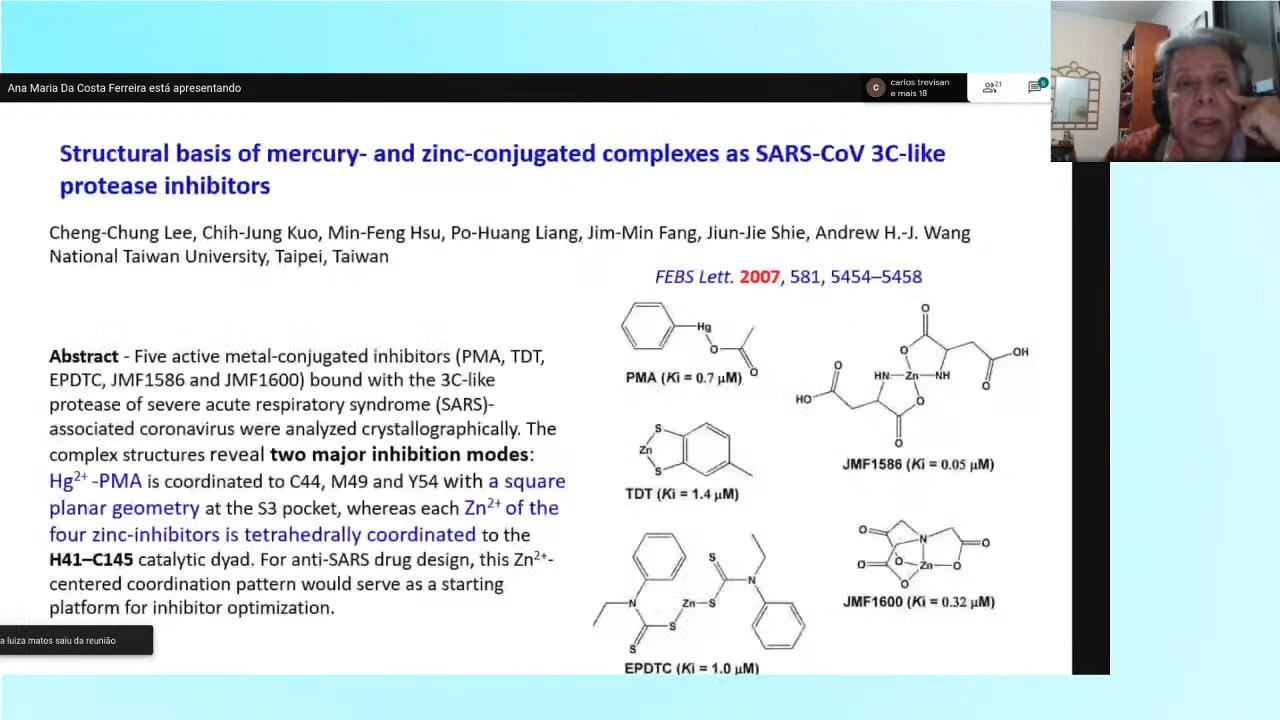 Ana Maria Da Costa Ferreira está apresentando
C
carlos trevisan
e mais 18
21
6
Structural basis of mercury- and zinc-conjugated complexes as SARS-CoV 3C-like
protease inhibitors
Cheng-Chung Lee, Chih-Jung Kuo, Min-Feng Hsu, Po-Huang Liang, Jim-Min Fang, Jiun-Jie Shie, Andrew H.-J. Wang
National Taiwan University, Taipei, Taiwan
FEBS Lett. 2007, 581, 5454–5458
Abstract - Five active metal-conjugated inhibitors (PMA, TDT,
EPDTC, JMF1586 and JMF1600) bound with the 3C-like
protease of severe acute respiratory syndrome (SARS)-
associated coronavirus were analyzed crystallographically. The
complex structures reveal two major inhibition modes:
Hg2+ -PMA is coordinated to C44, M49 and Y54 with a square
planar geometry at the S3 pocket, whereas each Zn2+ of the
four zinc-inhibitors is tetrahedrally coordinated to the
H41–C145 catalytic dyad. For anti-SARS drug design, this Zn2+-
centered coordination pattern would serve as a starting
platform for inhibitor optimization.
Hg
O
O
PMA (Ki = 0.7 µM)
O
O
OH
O
HN Zn NH
O
HO
O
O
JMF1586 (Ki = 0.05 µM)
S
Zn
S
TDT (Ki = 1.4 µM)
O
N
O
O
O
Zn
O
O
JMF1600 (Ki = 0.32 µM)
S
N
N
Zn
S
S
S
EPDTC (Ki = 1.0 µM)
a luiza matos saiu da reunião